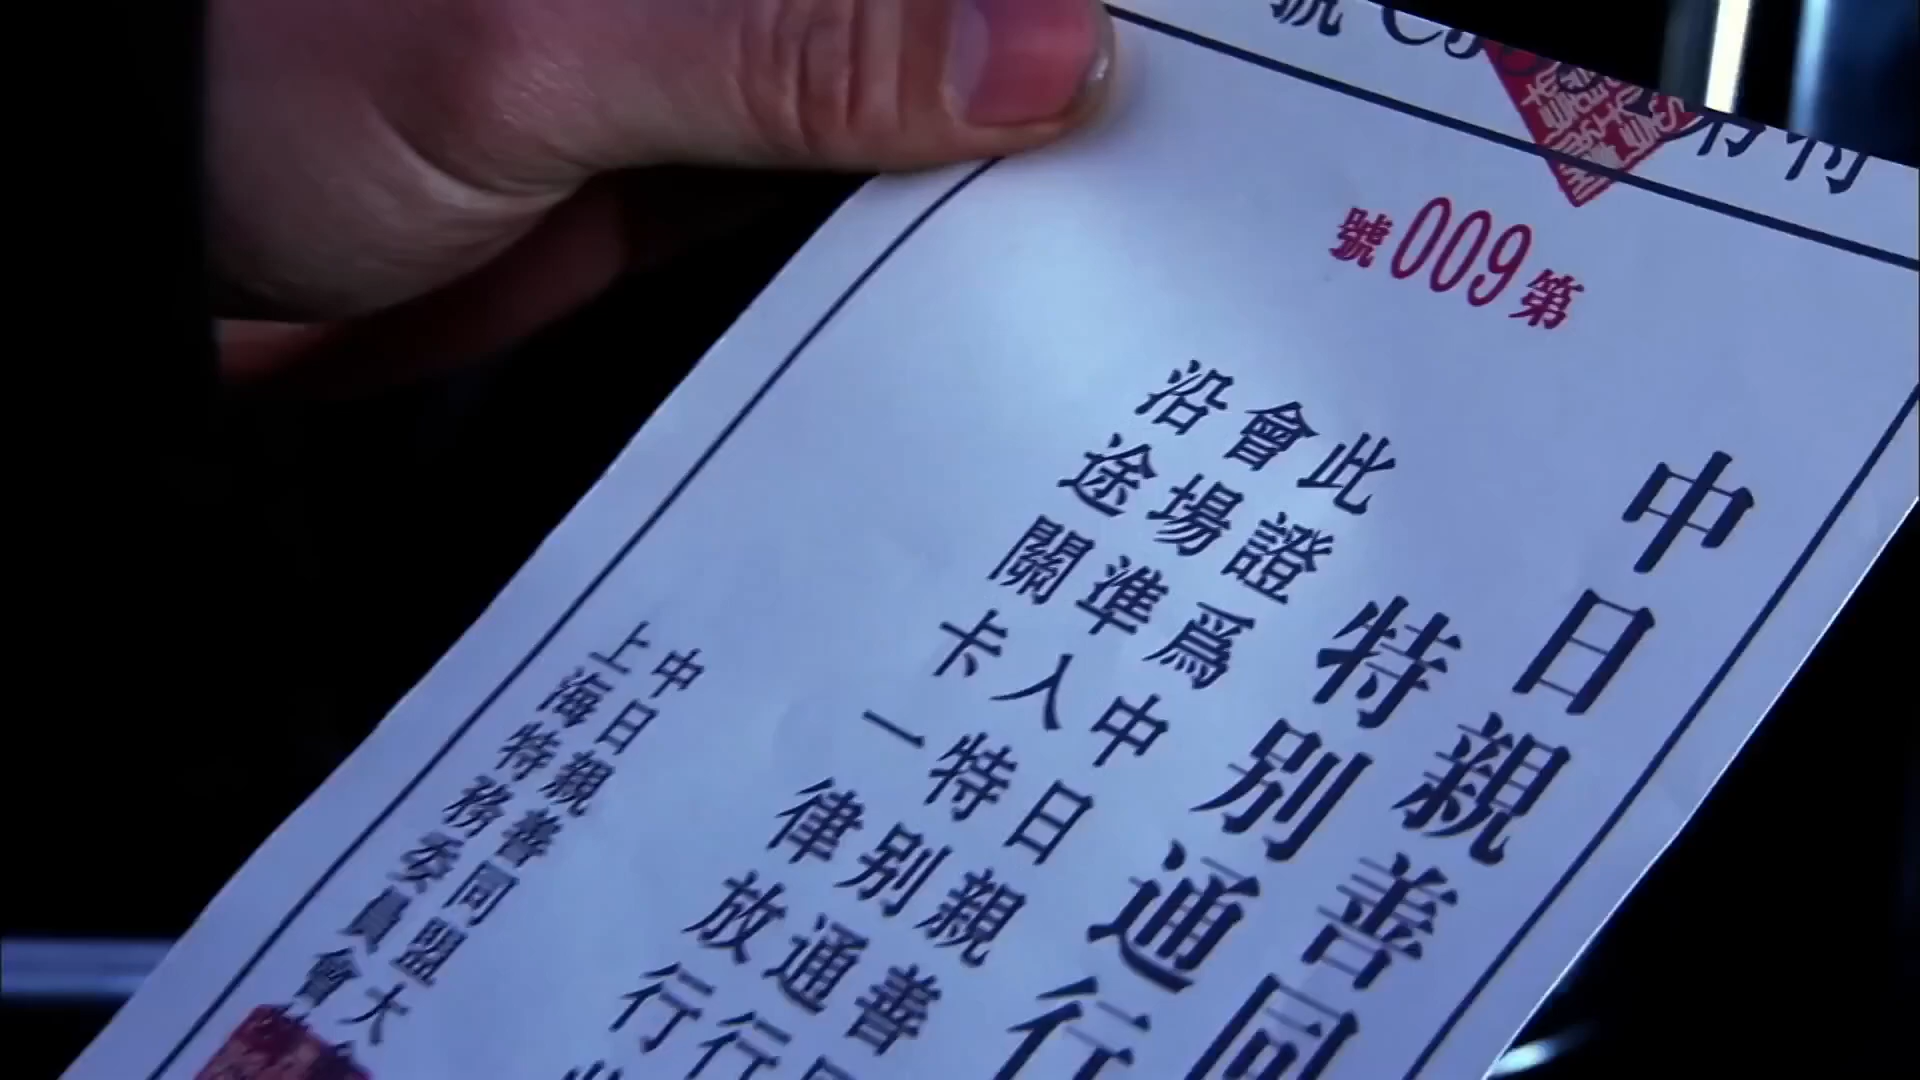 號009第
中日親善同
特別通行
此證爲中日親善同
會場準入特別通行
沿途關卡一律放行
中日親善同盟大
上海特務委員會